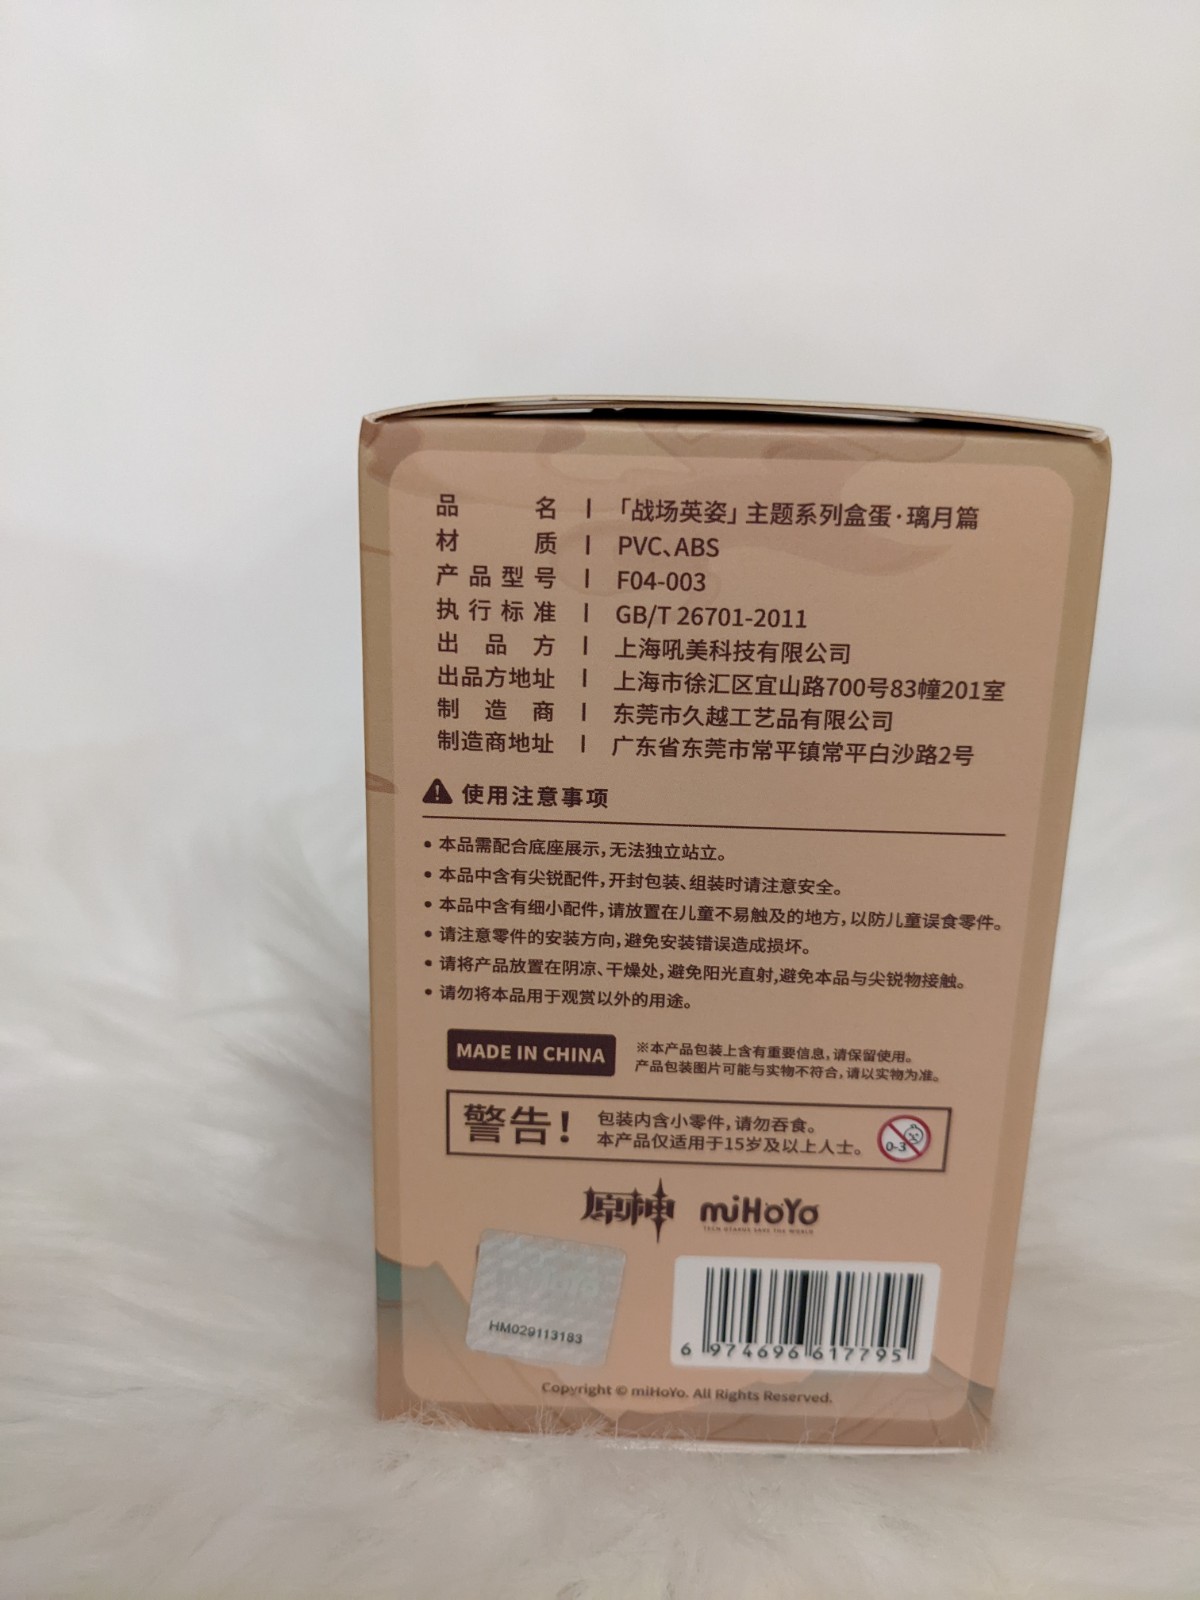 品名 | 「战场英姿」主题系列盒蛋·璃月篇
材质 | PVC、ABS
产品型号 | F04-003
执行标准 | GB/T 26701-2011
出品方 | 上海吼美科技有限公司
出品方地址 | 上海市徐汇区宜山路700号83幢201室
制造商 | 东莞市久越工艺品有限公司
制造商地址 | 广东省东莞市常平镇常平白沙路2号
使用注意事项
• 本品需配合底座展示，无法独立站立。
• 本品中含有尖锐配件，开封包装、组装时请注意安全。
• 本品中含有细小配件，请放置在儿童不易触及的地方，以防儿童误食零件。
• 请注意零件的安装方向，避免安装错误造成损坏。
• 请将产品放置在阴凉、干燥处，避免阳光直射，避免本品与尖锐物接触。
• 请勿将本品用于观赏以外的用途。
MADE IN CHINA
※本产品包装上含有重要信息，请保留使用。
产品包装图片可能与实物不符合，请以实物为准。
警告！
包装内含小零件，请勿吞食。
本产品仅适用于15岁及以上人士。
0-3
原神 miHoYo
TECH OTAKUS SAVE THE WORLD
HM029113183
6 974696 617795
Copyright © miHoYo. All Rights Reserved.